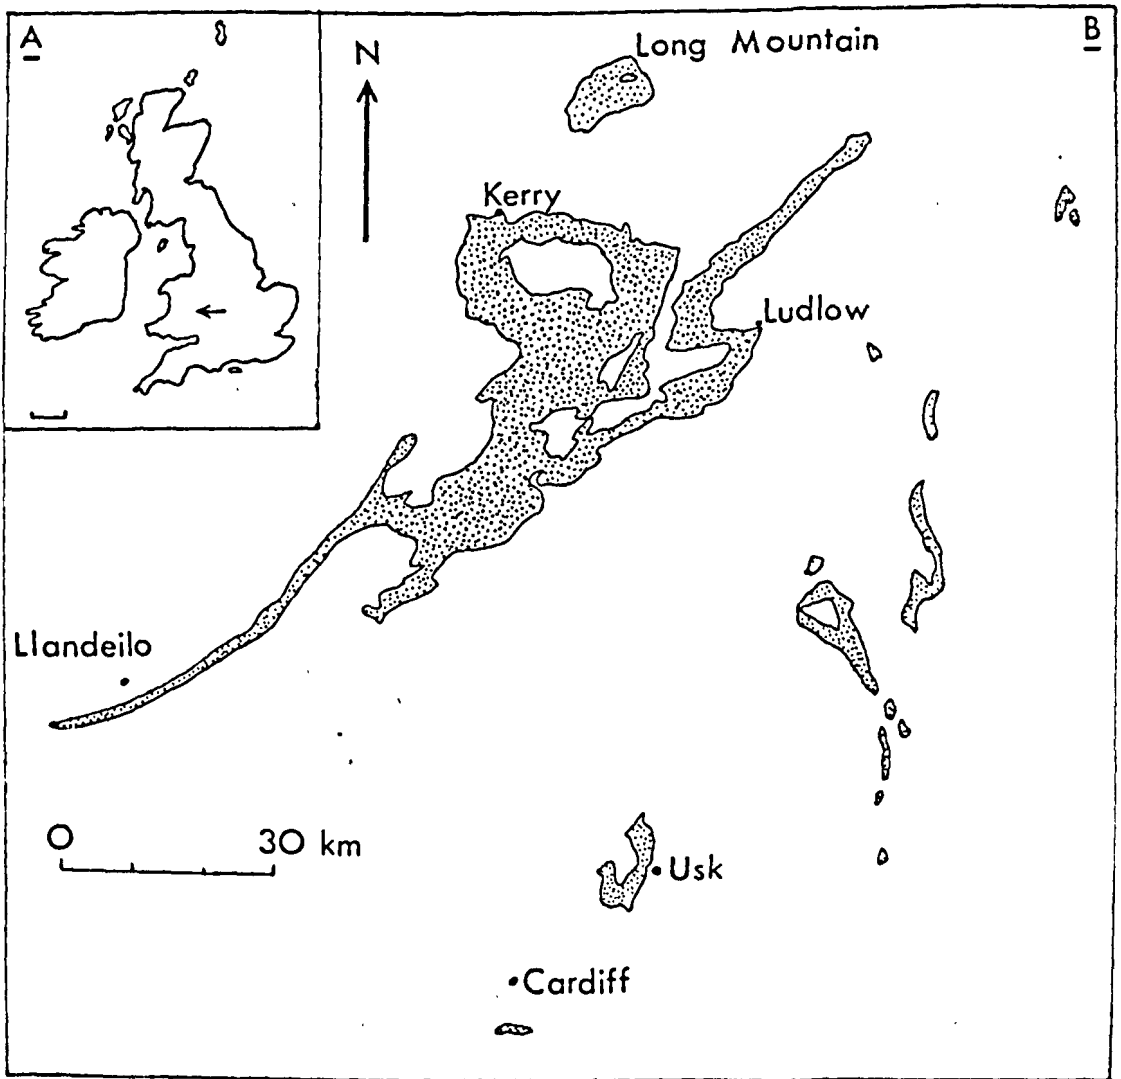 A
N
Long Mountain
B
Kerry
Ludlow
Llandeilo
0 30 km
Usk
Cardiff